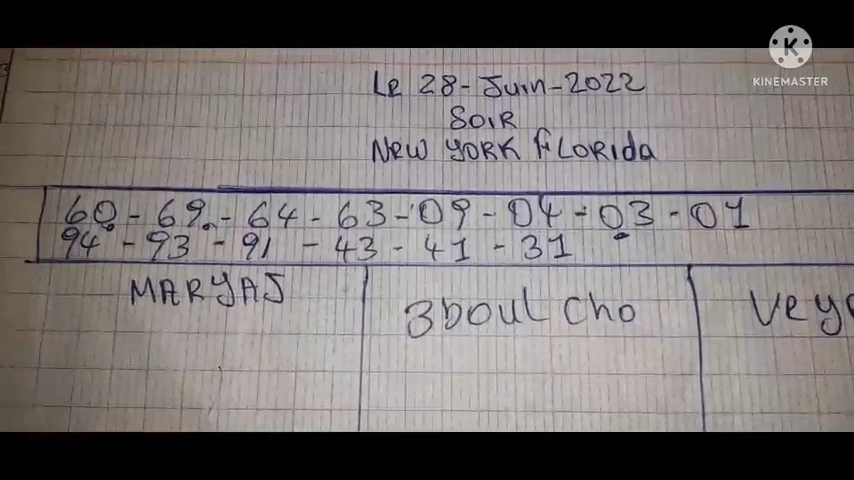 K
KINEMASTER
Le 28-Juin-2022
SOIR
NEW YORK FLORIda
60-69-64-63-09-04-03-01
94-93-91-43-41-31
MARYAJ
3boul cho